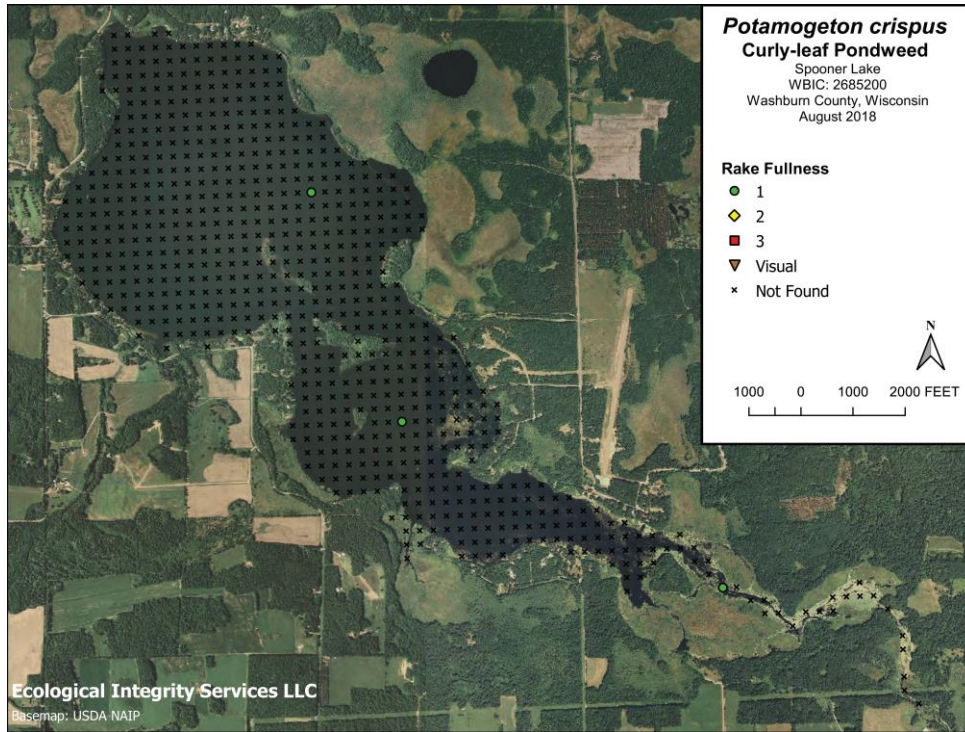 Potamogeton crispus
Curly-leaf Pondweed
Spooner Lake
WBIC: 2685200
Washburn County, Wisconsin
August 2018
Rake Fullness
1
2
3
Visual
Not Found
N
1000 0 1000 2000 FEET
Ecological Integrity Services LLC
Basemap: USDA NAIP